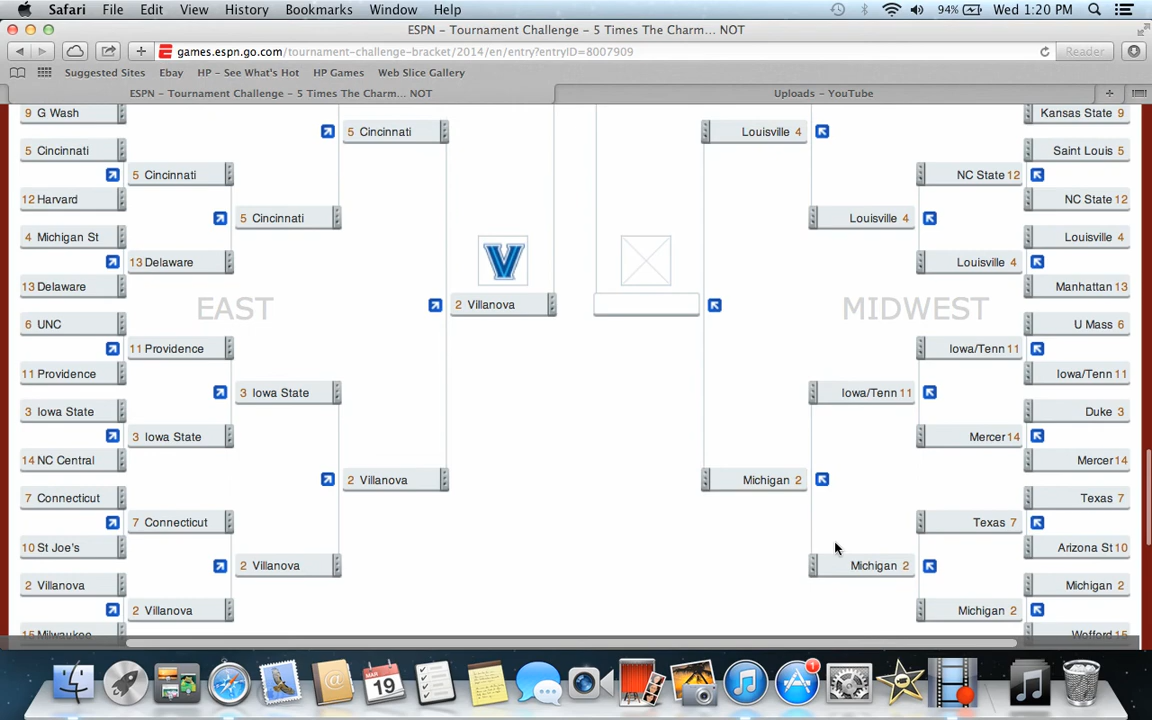 Safari File Edit View History Bookmarks Window Help 94% Wed 1:20 PM
ESPN – Tournament Challenge – 5 Times The Charm... NOT
games.espn.go.com/tournament-challenge-bracket/2014/en/entry?entryID=8007909 Reader
Suggested Sites Ebay HP – See What's Hot HP Games Web Slice Gallery
ESPN – Tournament Challenge – 5 Times The Charm... NOT Uploads – YouTube
9 G Wash Kansas State 9
5 Cincinnati Louisville 4
5 Cincinnati Saint Louis 5
5 Cincinnati NC State 12
12 Harvard NC State 12
5 Cincinnati Louisville 4
4 Michigan St Louisville 4
13 Delaware Louisville 4
13 Delaware Manhattan 13
V
2 Villanova
EAST MIDWEST
6 UNC U Mass 6
11 Providence Iowa/Tenn 11
11 Providence Iowa/Tenn 11
3 Iowa State Iowa/Tenn 11
3 Iowa State Duke 3
3 Iowa State Mercer 14
14 NC Central Mercer 14
2 Villanova Michigan 2
7 Connecticut Texas 7
7 Connecticut Texas 7
10 St Joe's Arizona St 10
2 Villanova Michigan 2
2 Villanova Michigan 2
2 Villanova Michigan 2
15 Milwaukee Wofford 15
MAR
19
1